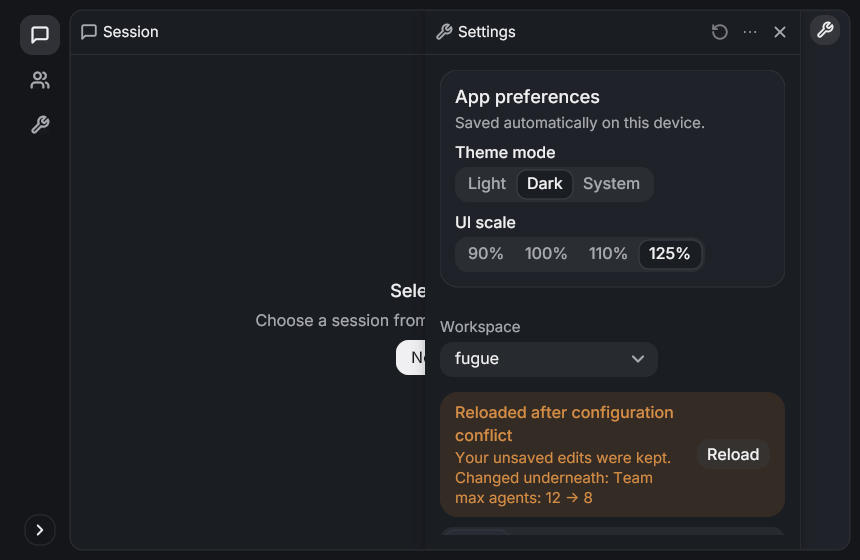 Session
Settings
App preferences
Saved automatically on this device.
Theme mode
Light Dark System
UI scale
90% 100% 110% 125%
Sele
Choose a session from
No
Workspace
fugue
Reloaded after configuration
conflict
Your unsaved edits were kept.
Changed underneath: Team
max agents: 12 → 8
Reload